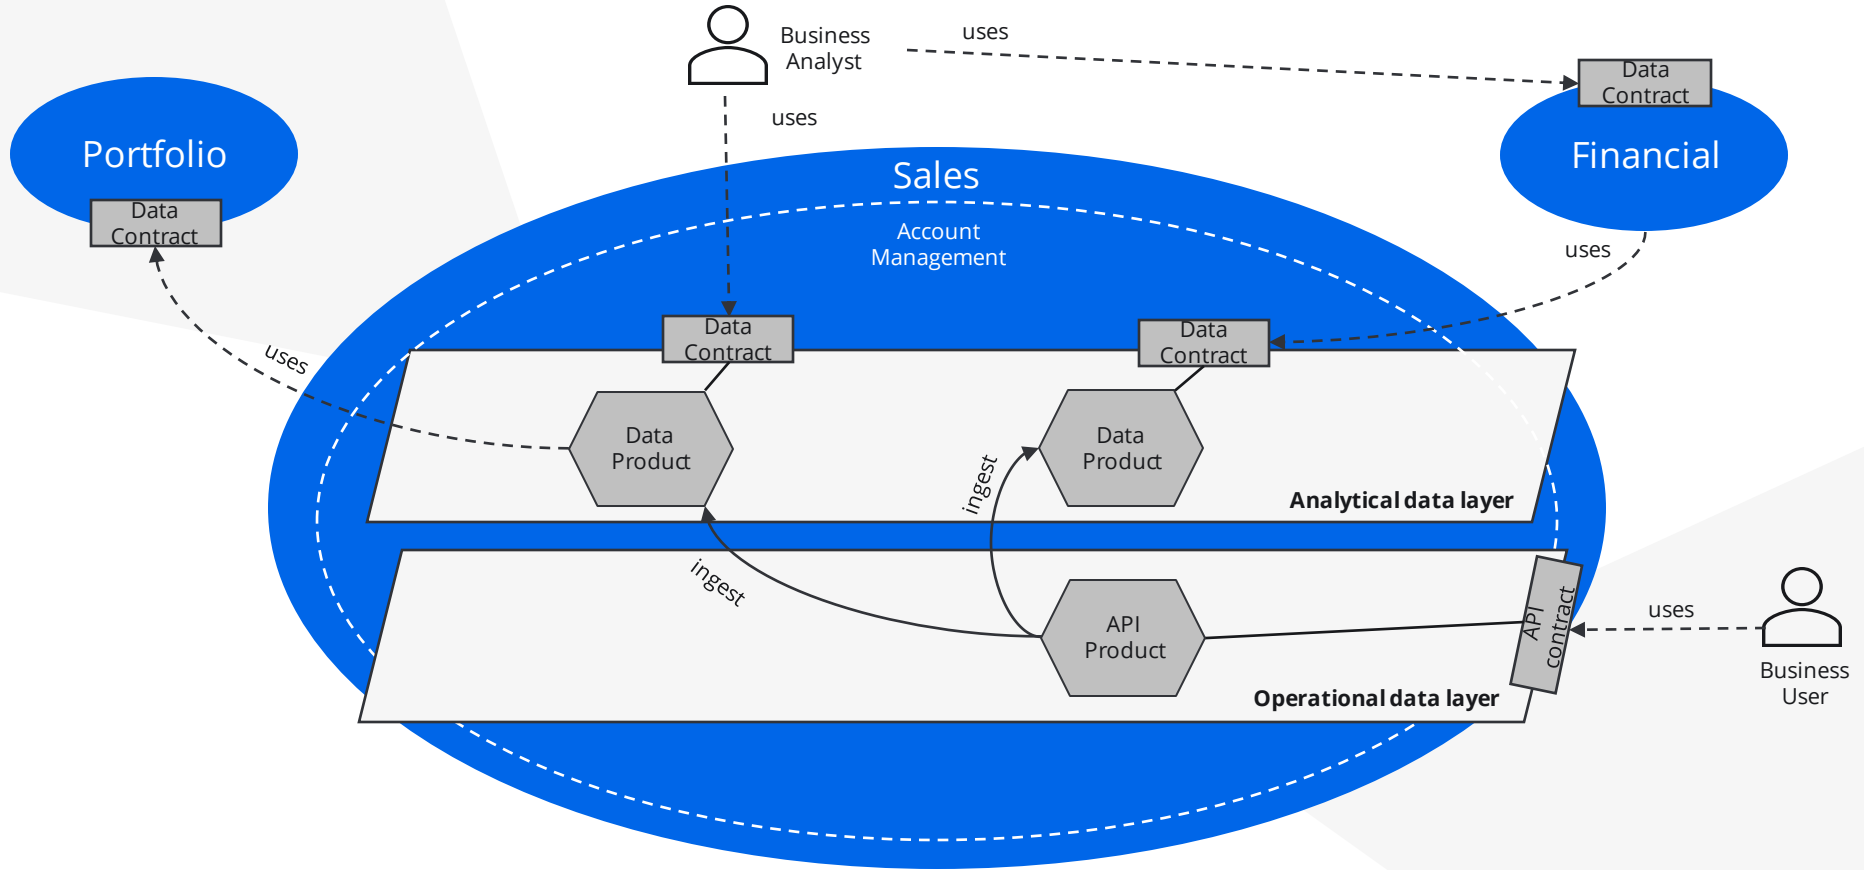 uses
Business
Analyst
Data
Contract
uses
Portfolio
Sales
Financial
Data
Contract
Account
Management
uses
Data
Contract
Data
Contract
uses
Data
Product
Data
Product
ingest
Analytical data layer
ingest
API
Product
API
contract
uses
Business
User
Operational data layer